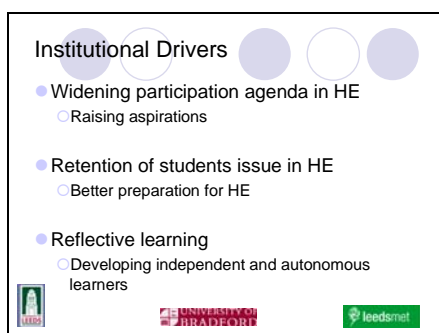 Institutional Drivers
Widening participation agenda in HE
Raising aspirations
Retention of students issue in HE
Better preparation for HE
Reflective learning
Developing independent and autonomous
learners
LEEDS
UNIVERSITY OF
BRADFORD
leedsmet